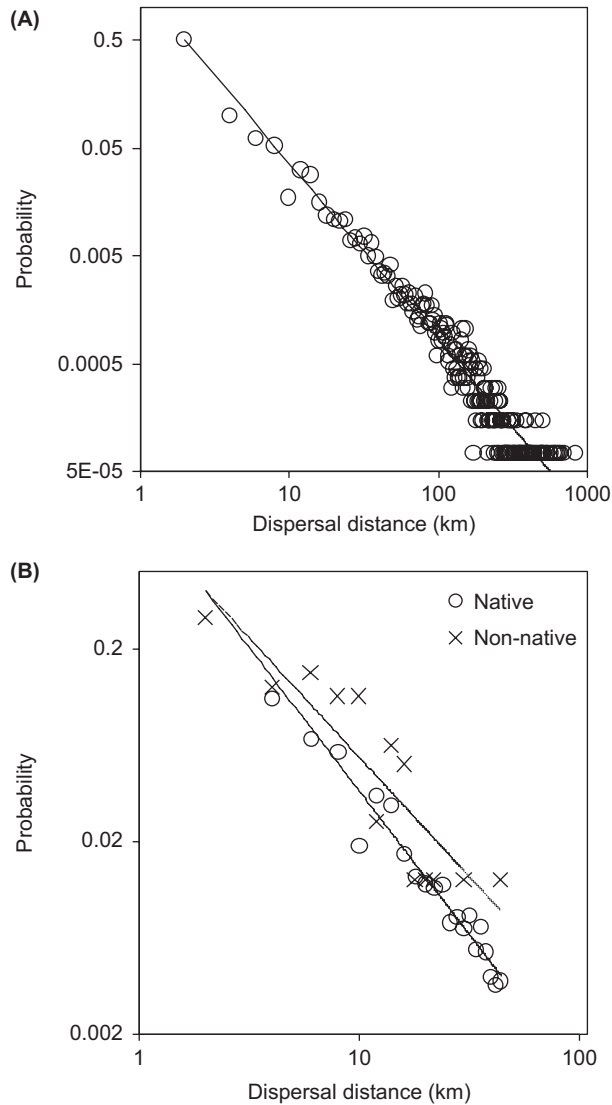 (A)
0.5
0.05
0.005
0.0005
5E-05
Probability
1 10 100 1000
Dispersal distance (km)
(B)
Native
Non-native
0.2
0.02
0.002
Probability
1 10 100
Dispersal distance (km)